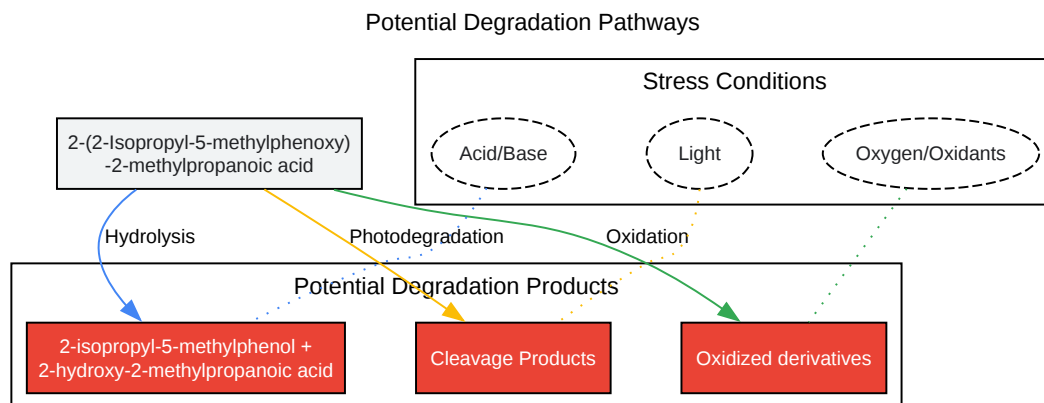 Potential Degradation Pathways
Stress Conditions
2-(2-Isopropyl-5-methylphenoxy)
-2-methylpropanoic acid
Acid/Base
Light
Oxygen/Oxidants
Hydrolysis
Photodegradation
Oxidation
Potential Degradation Products
2-isopropyl-5-methylphenol +
2-hydroxy-2-methylpropanoic acid
Cleavage Products
Oxidized derivatives